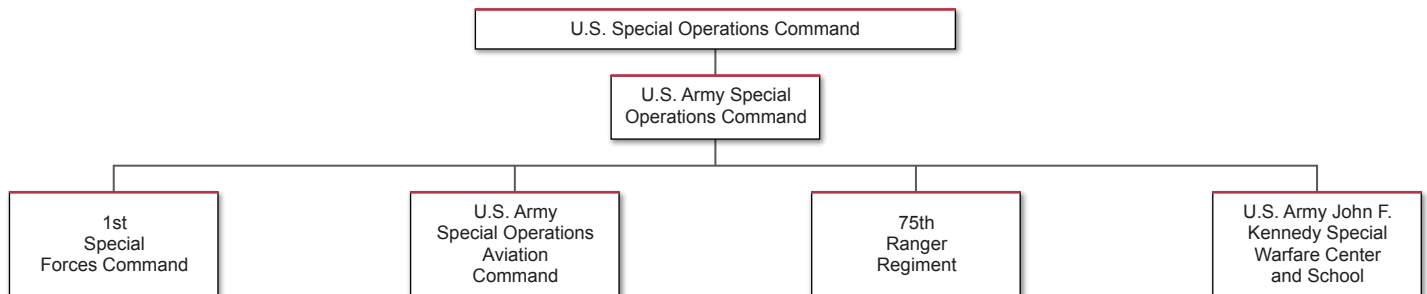 U.S. Special Operations Command
U.S. Army Special
Operations Command
1st
Special
Forces Command
U.S. Army
Special Operations
Aviation
Command
75th
Ranger
Regiment
U.S. Army John F.
Kennedy Special
Warfare Center
and School